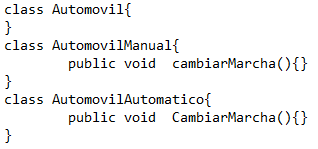 class Automovil{
}
class AutomovilManual{
        public void  cambiarMarcha(){}
}
class AutomovilAutomatico{
        public void  CambiarMarcha(){}
}